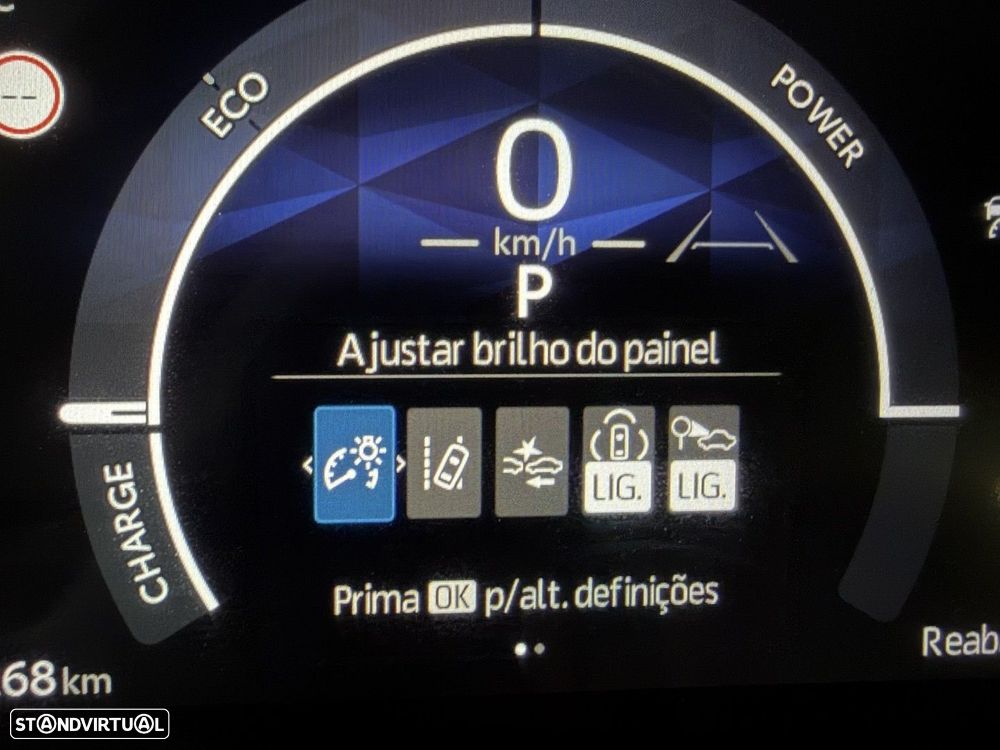 --
ECO
POWER
0
km/h
P
Ajustar brilho do painel
LIG.
LIG.
CHARGE
Prima OK p/alt. definições
68 km
Reab
STANDVIRTUAL